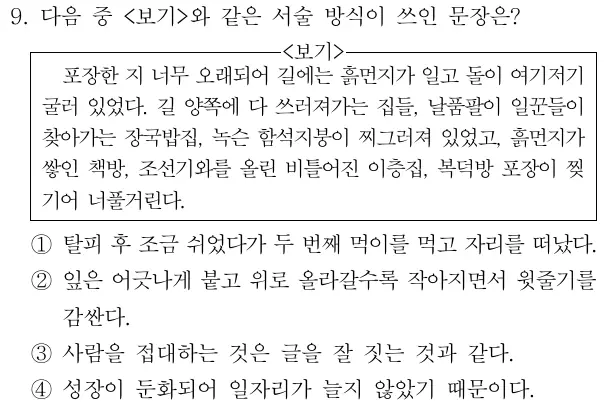 9. 다음 중 <보기>와 같은 서술 방식이 쓰인 문장은?
<보기>
포장한 지 너무 오래되어 길에는 흙먼지가 일고 돌이 여기저기
굴러 있었다. 길 양쪽에 다 쓰러져가는 집들, 날품팔이 일꾼들이
찾아가는 장국밥집, 녹슨 함석지붕이 찌그러져 있었고, 흙먼지가
쌓인 책방, 조선기와를 올린 비틀어진 이층집, 복덕방 포장이 찢
기어 너풀거린다.
① 탈피 후 조금 쉬었다가 두 번째 먹이를 먹고 자리를 떠났다.
② 잎은 어긋나게 붙고 위로 올라갈수록 작아지면서 윗줄기를
감싼다.
③ 사람을 접대하는 것은 글을 잘 짓는 것과 같다.
④ 성장이 둔화되어 일자리가 늘지 않았기 때문이다.